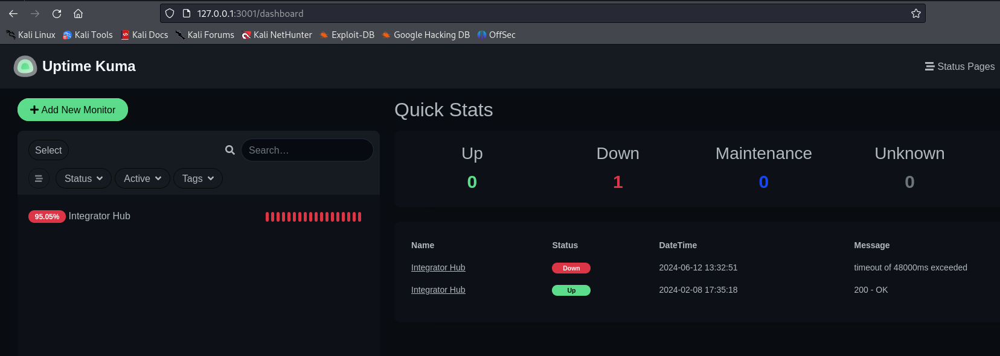 127.0.0.1:3001/dashboard
Kali Linux Kali Tools Kali Docs Kali Forums Kali NetHunter Exploit-DB Google Hacking DB OffSec
Uptime Kuma
Status Pages
Add New Monitor
Select
Search…
Status Active Tags
95.05% Integrator Hub
Quick Stats
Up Down Maintenance Unknown
0 1 0 0
Name Status DateTime Message
Integrator Hub Down 2024-06-12 13:32:51 timeout of 48000ms exceeded
Integrator Hub Up 2024-02-08 17:35:18 200 - OK